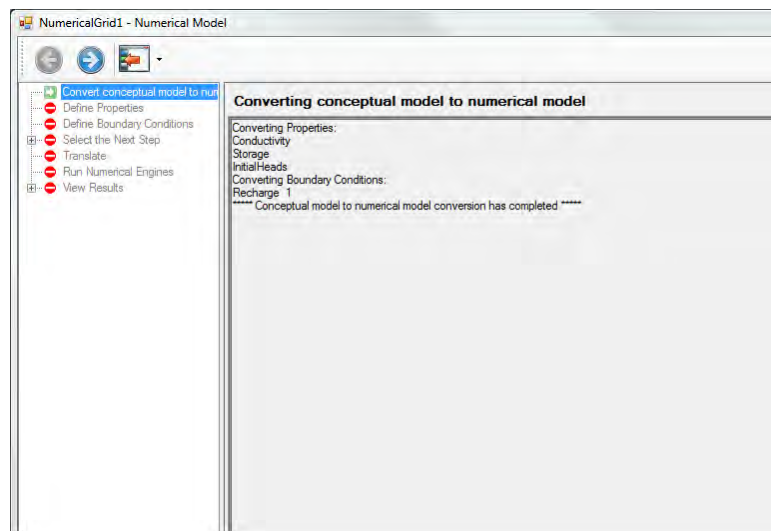 NumericalGrid1 - Numerical Model
Convert conceptual model to num
Define Properties
Define Boundary Conditions
Select the Next Step
Translate
Run Numerical Engines
View Results
Converting conceptual model to numerical model
Converting Properties:
Conductivity
Storage
InitialHeads
Converting Boundary Conditions:
Recharge 1
***** Conceptual model to numerical model conversion has completed *****